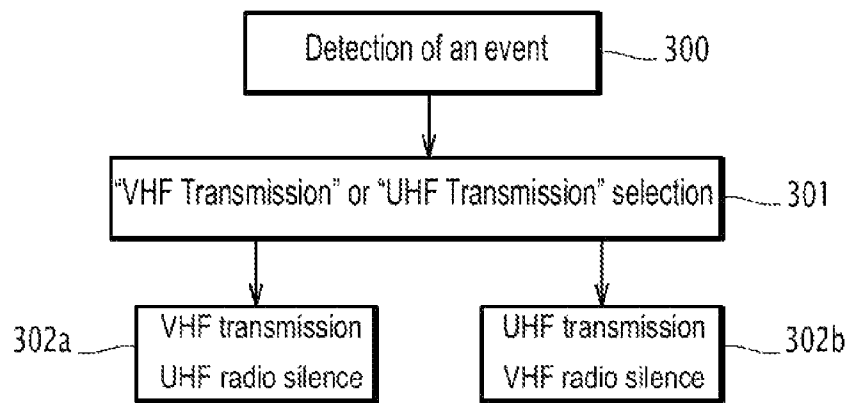 Detection of an event
300
“VHF Transmission” or “UHF Transmission” selection
301
302a
VHF transmission
UHF radio silence
UHF transmission
VHF radio silence
302b